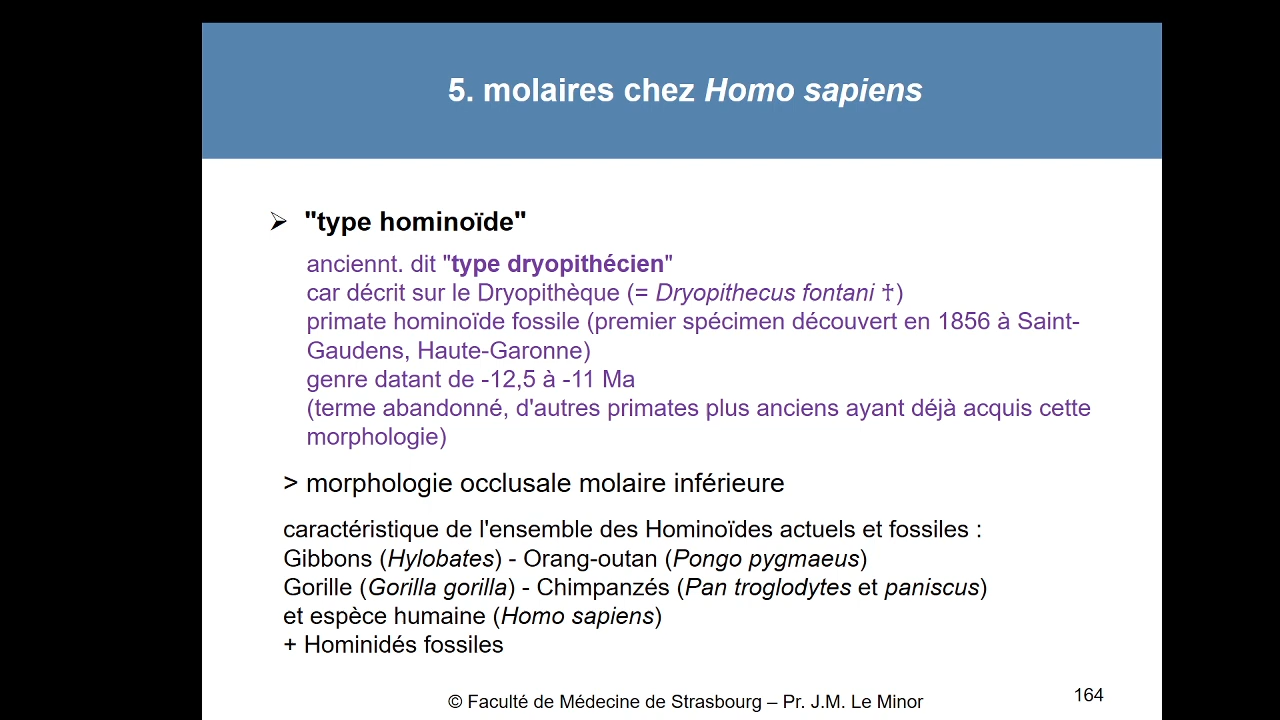 5. molaires chez Homo sapiens
➢ "type hominoïde"
anciennt. dit "type dryopithécien"
car décrit sur le Dryopithèque (= Dryopithecus fontani ✝)
primate hominoïde fossile (premier spécimen découvert en 1856 à Saint-
Gaudens, Haute-Garonne)
genre datant de -12,5 à -11 Ma
(terme abandonné, d'autres primates plus anciens ayant déjà acquis cette
morphologie)
> morphologie occlusale molaire inférieure
caractéristique de l'ensemble des Hominoïdes actuels et fossiles :
Gibbons (Hylobates) - Orang-outan (Pongo pygmaeus)
Gorille (Gorilla gorilla) - Chimpanzés (Pan troglodytes et paniscus)
et espèce humaine (Homo sapiens)
+ Hominidés fossiles
© Faculté de Médecine de Strasbourg – Pr. J.M. Le Minor
164